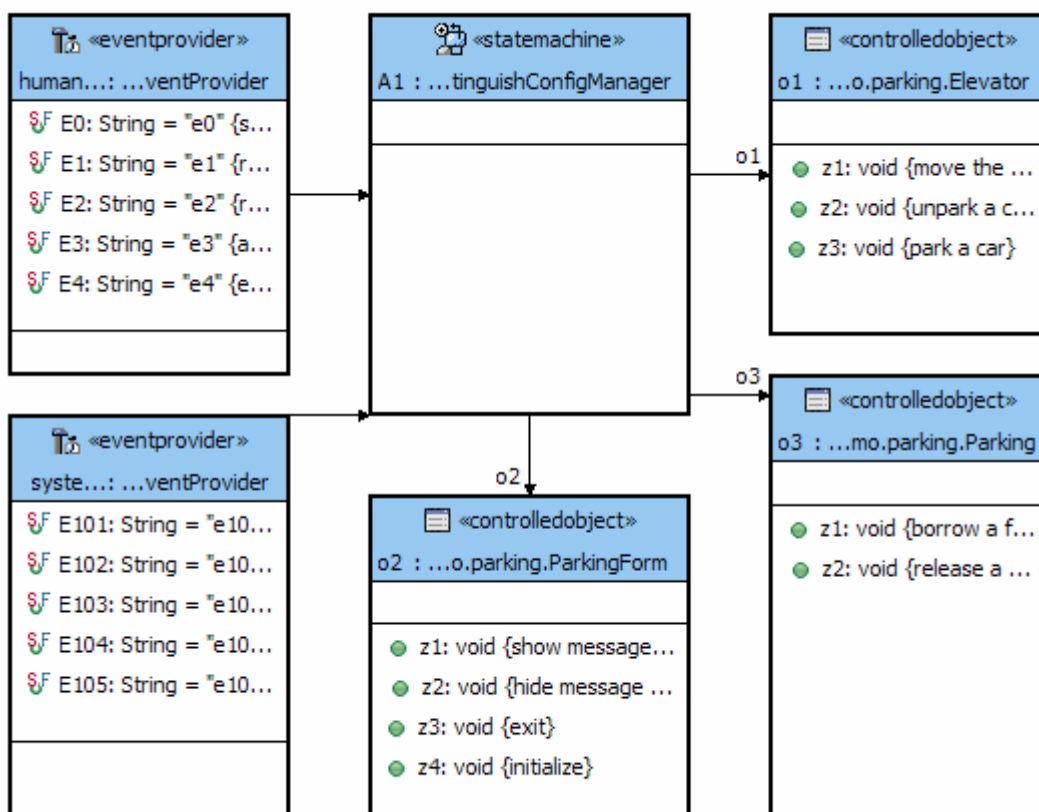 «eventprovider»
human...: ...ventProvider
E0: String = "e0" {s...
E1: String = "e1" {r...
E2: String = "e2" {r...
E3: String = "e3" {a...
E4: String = "e4" {e...
«statemachine»
A1 : ...tinguishConfigManager
o1
«controlledobject»
o1 : ...o.parking.Elevator
z1: void {move the ...
z2: void {unpark a c...
z3: void {park a car}
«eventprovider»
syste...: ...ventProvider
E101: String = "e10...
E102: String = "e10...
E103: String = "e10...
E104: String = "e10...
E105: String = "e10...
o2
«controlledobject»
o2 : ...o.parking.ParkingForm
z1: void {show message...
z2: void {hide message ...
z3: void {exit}
z4: void {initialize}
o3
«controlledobject»
o3 : ...mo.parking.Parking
z1: void {borrow a f...
z2: void {release a ...